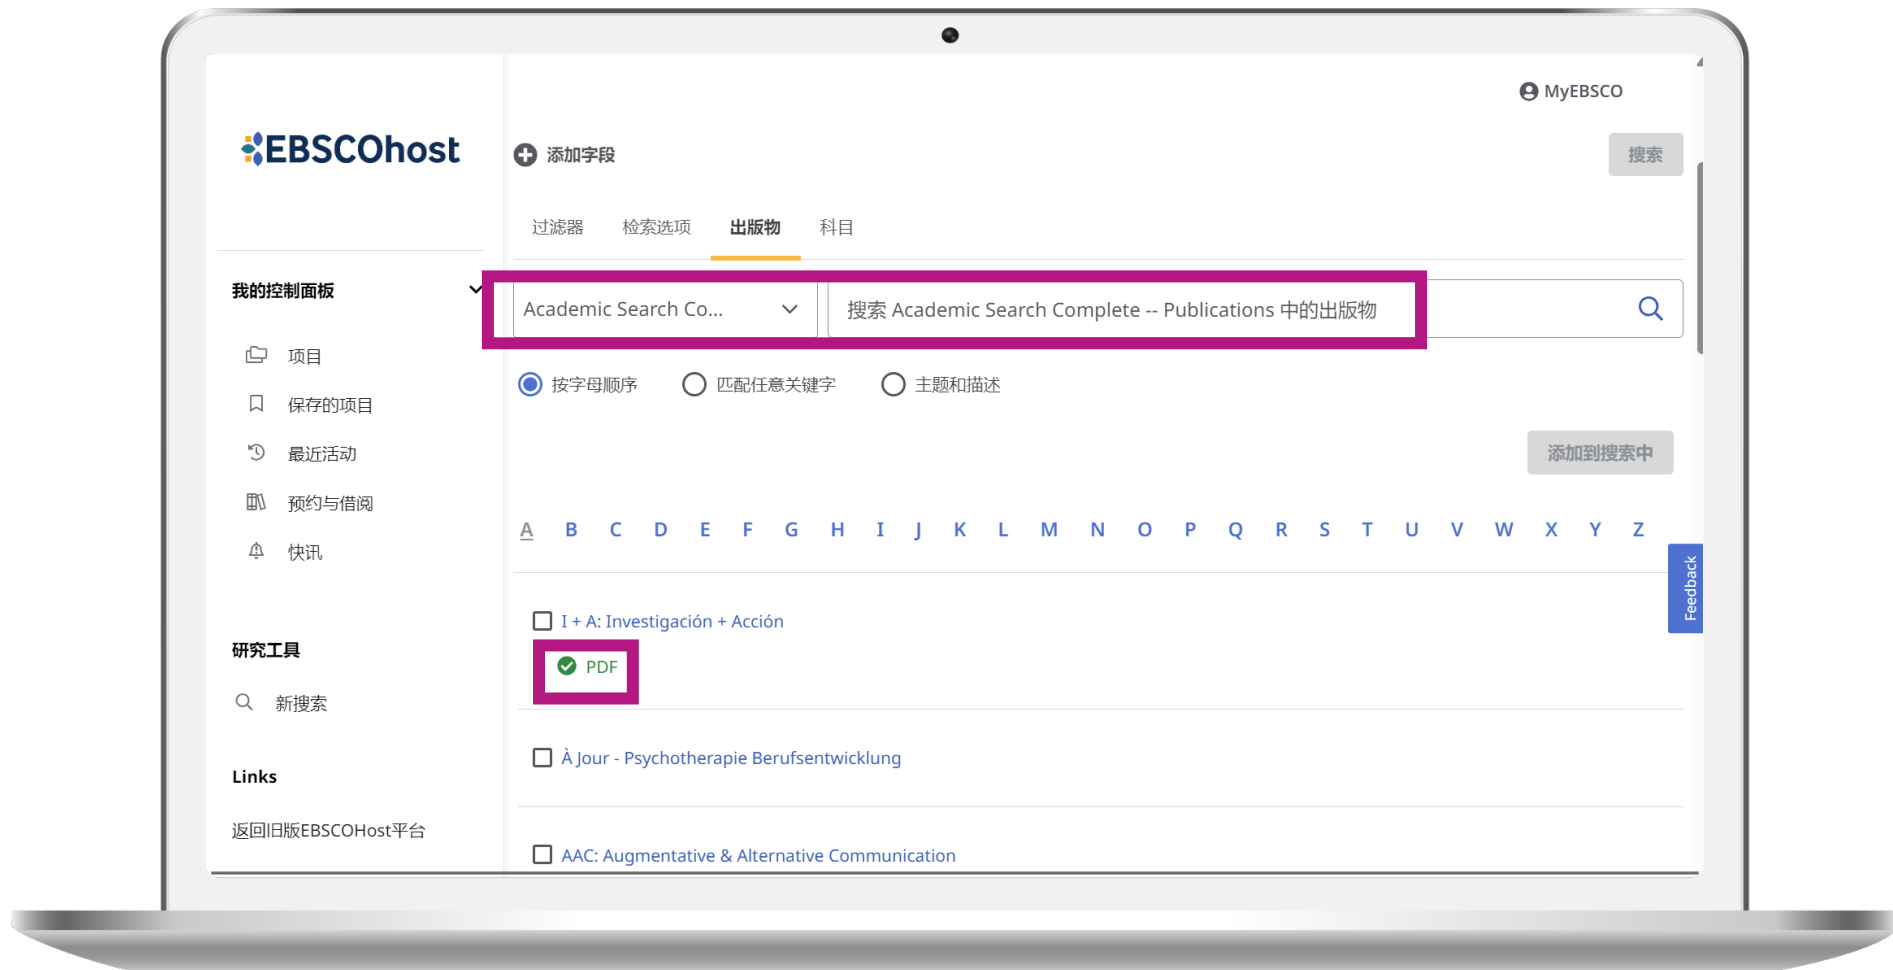 MyEBSCO
EBSCOhost
添加字段
搜索
过滤器 检索选项 出版物 科目
我的控制面板
Academic Search Co...
搜索 Academic Search Complete -- Publications 中的出版物
按字母顺序 匹配任意关键字 主题和描述
项目
保存的项目
最近活动
预约与借阅
快讯
添加到搜索中
A B C D E F G H I J K L M N O P Q R S T U V W X Y Z
Feedback
I + A: Investigación + Acción
PDF
À Jour - Psychotherapie Berufsentwicklung
AAC: Augmentative & Alternative Communication
研究工具
新搜索
Links
返回旧版EBSCOHost平台